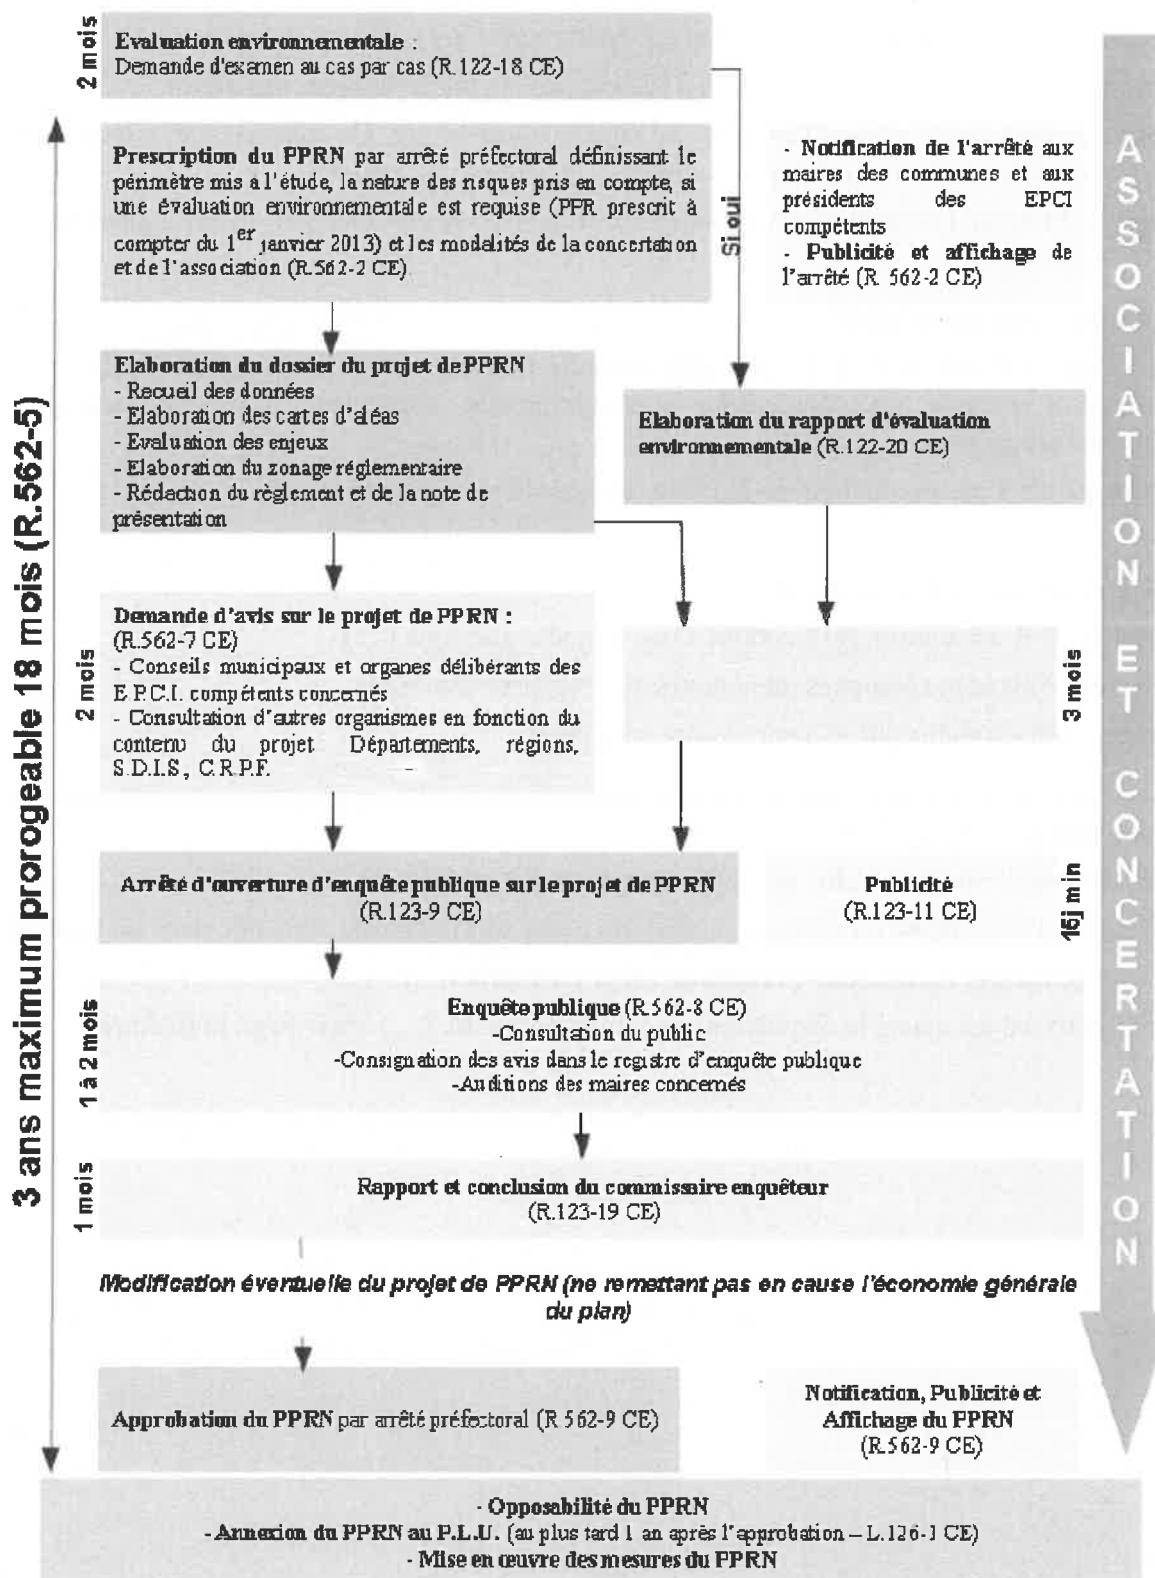 2 mois
Evaluation environnementale :
Demande d'examen au cas par cas (R.122-18 CE)
3 ans maximum prorogeable 18 mois (R.562-5)
Prescription du PPRN par arrêté préfectoral définissant le
périmètre mis a l'étude, la nature des risques pris en compte, si
une évaluation environnementale est requise (PPR prescrit à
compter du 1er janvier 2013) et les modalités de la concertation
et de l'association (R.562-2 CE)
Si oui
- Notification de l'arrêté aux
maires des communes et aux
présidents des EPCI
compétents
- Publicité et affichage de
l'arrêté (R. 562-2 CE)
ASSOCIATION ET CONCERTATION
Elaboration du dossier du projet de PPRN
- Recueil des données
- Elaboration des cartes d'aléas
- Evaluation des enjeux
- Elaboration du zonage réglementaire
- Rédaction du règlement et de la note de
présentation
Elaboration du rapport d'évaluation
environnementale (R.122-20 CE)
2 mois
Demande d'avis sur le projet de PPRN :
(R.562-7 CE)
- Conseils municipaux et organes délibérants des
E.P.C.I. compétents concernés
- Consultation d'autres organismes en fonction du
contenu du projet Départements, régions,
S.D.I.S., C.R.P.F.
3 mois
Arrêté d'ouverture d'enquête publique sur le projet de PPRN
(R.123-9 CE)
Publicité
(R.123-11 CE)
15j min
1 à 2 mois
Enquête publique (R.562-8 CE)
-Consultation du public
-Consignation des avis dans le registre d'enquête publique
-Auditions des maires concernés
1 mois
Rapport et conclusion du commissaire enquêteur
(R.123-19 CE)
Modification éventuelle du projet de PPRN (ne remettant pas en cause l'économie générale
du plan)
Approbation du PPRN par arrêté préfectoral (R 562-9 CE)
Notification, Publicité et
Affichage du PPRN
(R.562-9 CE)
- Opposabilité du PPRN
- Annexion du PPRN au P.L.U. (au plus tard 1 an après l'approbation – L.126-1 CE)
- Mise en œuvre des mesures du PPRN